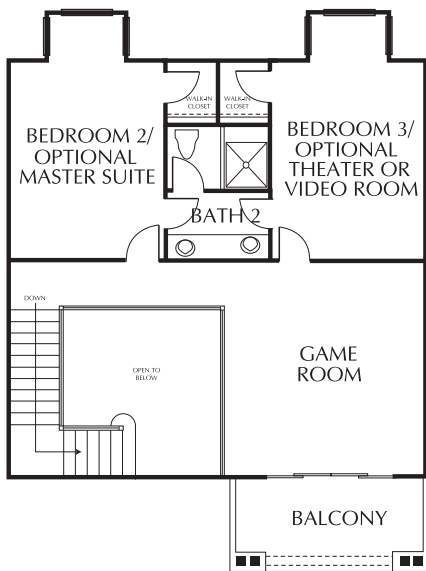 WALK-IN
CLOSET
WALK-IN
CLOSET
BEDROOM 2/
OPTIONAL
MASTER SUITE
BEDROOM 3/
OPTIONAL
THEATER OR
VIDEO ROOM
BATH 2
DOWN
OPEN TO
BELOW
GAME
ROOM
BALCONY